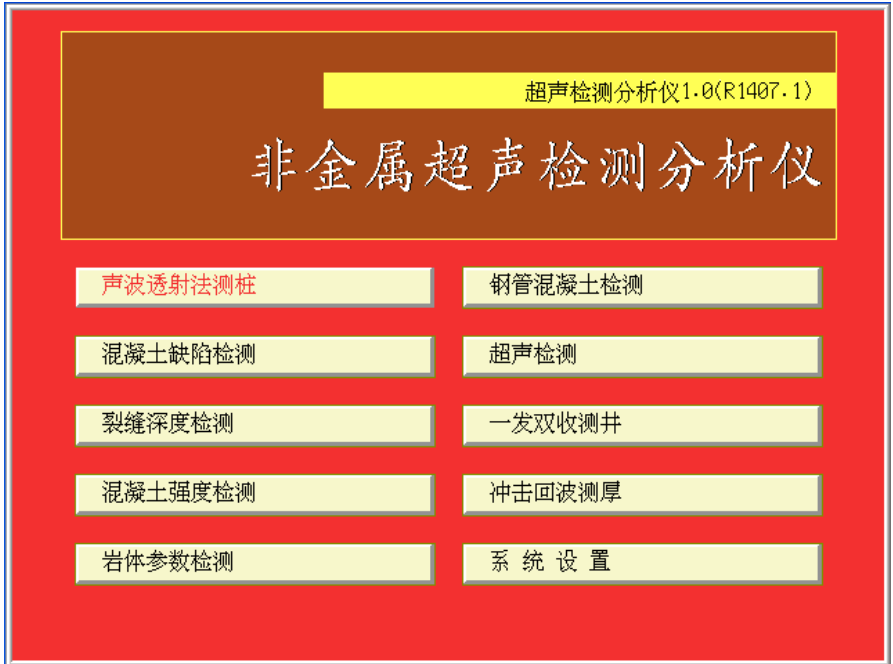 超声检测分析仪1.0(R1407.1)
非金属超声检测分析仪
声波透射法测桩
钢管混凝土检测
混凝土缺陷检测
超声检测
裂缝深度检测
一发双收测井
混凝土强度检测
冲击回波测厚
岩体参数检测
系 统 设 置